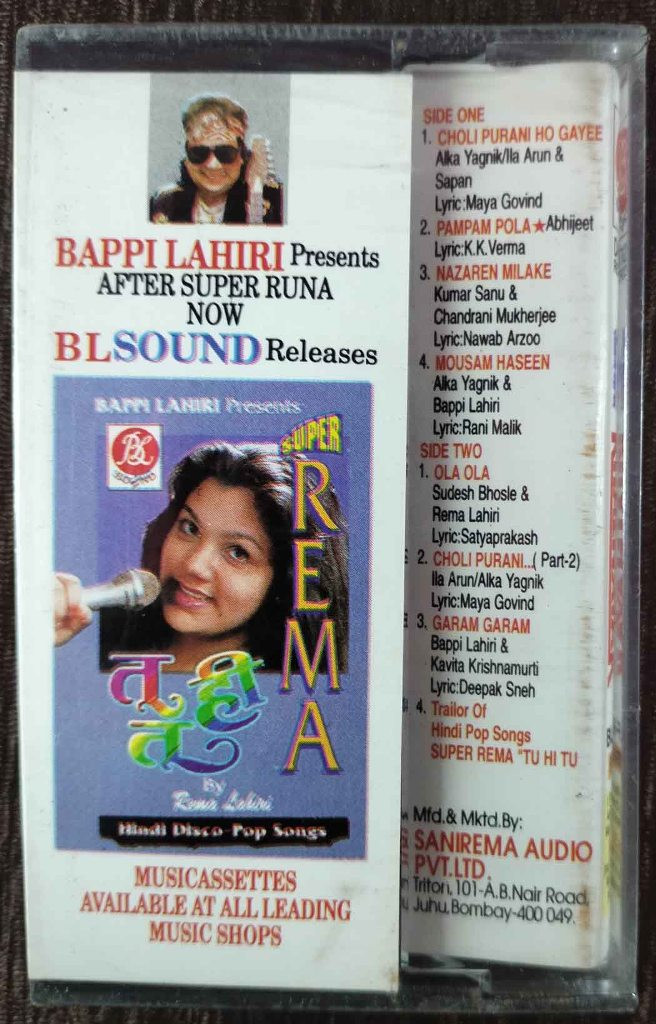 BAPPI LAHIRI Presents
AFTER SUPER RUNA
NOW
BLSOUND Releases
BAPPI LAHIRI Presents
SUPER
REMA
BL
तू ही
तू
By
Rema Lahiri
Hindi Disco-Pop Songs
MUSICASSETTES
AVAILABLE AT ALL LEADING
MUSIC SHOPS
SIDE ONE
1. CHOLI PURANI HO GAYEE
Alka Yagnik/Ila Arun &
Sapan
Lyric:Maya Govind
2. PAMPAM POLA★Abhijeet
Lyric:K.K.Verma
3. NAZAREN MILAKE
Kumar Sanu &
Chandrani Mukherjee
Lyric:Nawab Arzoo
4. MOUSAM HASEEN
Alka Yagnik &
Bappi Lahiri
Lyric:Rani Malik
SIDE TWO
1. OLA OLA
Sudesh Bhosle &
Rema Lahiri
Lyric:Satyaprakash
2. CHOLI PURANI...( Part-2)
Ila Arun/Alka Yagnik
Lyric:Maya Govind
3. GARAM GARAM
Bappi Lahiri &
Kavita Krishnamurti
Lyric:Deepak Sneh
4. Trailor Of
Hindi Pop Songs
SUPER REMA "TU HI TU
Mfd.& Mktd.By:
SANIREMA AUDIO
PVT.LTD.
Triton, 101-A.B.Nair Road,
Juhu, Bombay-400 049.